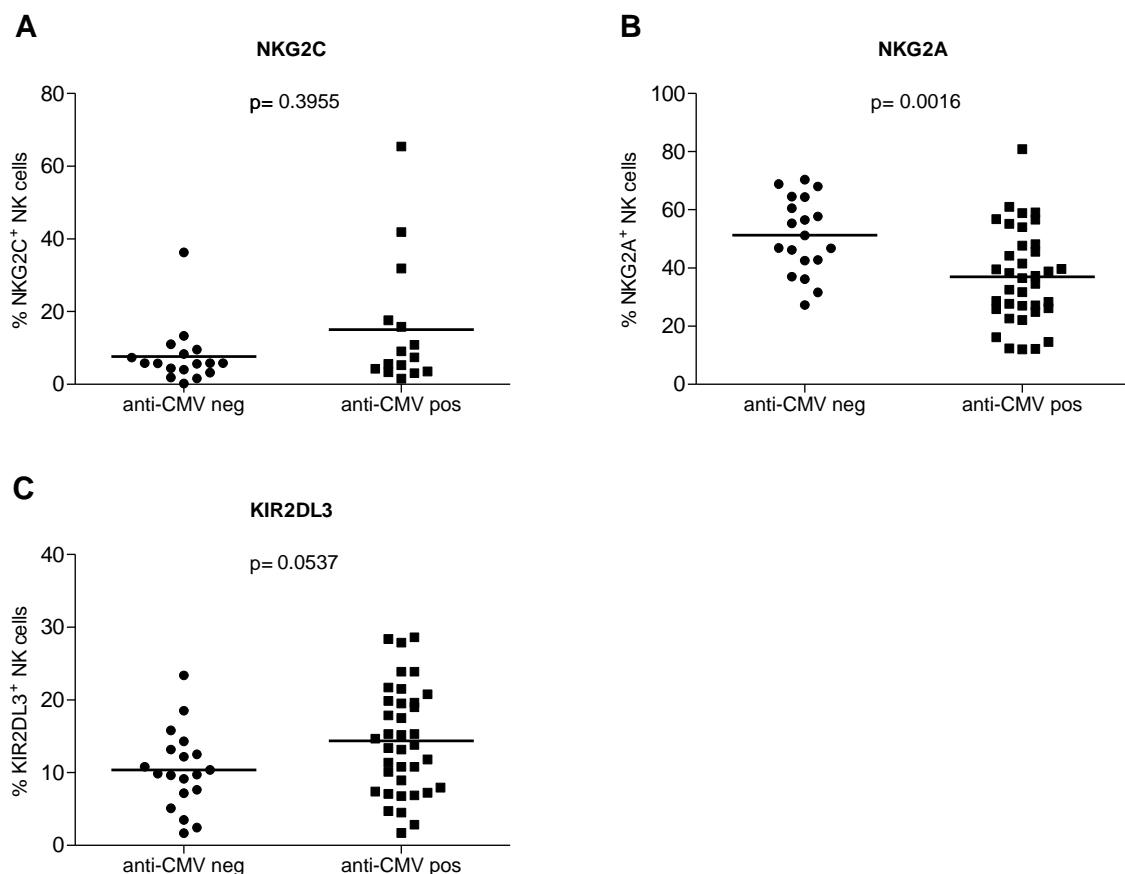 A
NKG2C
p= 0.3955
80
60
40
20
0
% NKG2C+ NK cells
anti-CMV neg
anti-CMV pos
B
NKG2A
p= 0.0016
100
80
60
40
20
0
% NKG2A+ NK cells
anti-CMV neg
anti-CMV pos
C
KIR2DL3
p= 0.0537
40
30
20
10
0
% KIR2DL3+ NK cells
anti-CMV neg
anti-CMV pos